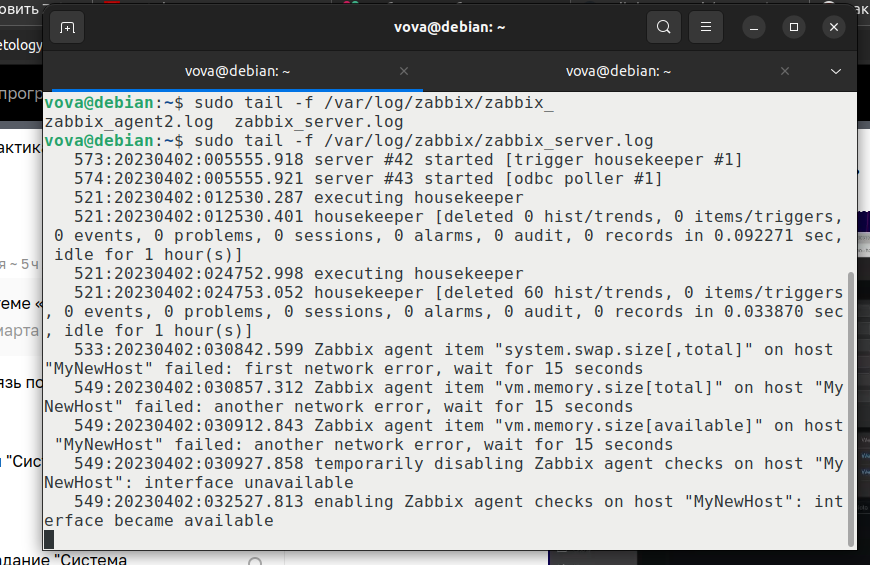 овить
vova@debian: ~
ак
etology
vova@debian: ~
vova@debian: ~
прогр
vova@debian:~$ sudo tail -f /var/log/zabbix/zabbix_
zabbix_agent2.log  zabbix_server.log
vova@debian:~$ sudo tail -f /var/log/zabbix/zabbix_server.log
573:20230402:005555.918 server #42 started [trigger housekeeper #1]
574:20230402:005555.921 server #43 started [odbc poller #1]
521:20230402:012530.287 executing housekeeper
521:20230402:012530.401 housekeeper [deleted 0 hist/trends, 0 items/triggers,
0 events, 0 problems, 0 sessions, 0 alarms, 0 audit, 0 records in 0.092271 sec,
idle for 1 hour(s)]
521:20230402:024752.998 executing housekeeper
521:20230402:024753.052 housekeeper [deleted 60 hist/trends, 0 items/triggers
, 0 events, 0 problems, 0 sessions, 0 alarms, 0 audit, 0 records in 0.033870 sec
, idle for 1 hour(s)]
533:20230402:030842.599 Zabbix agent item "system.swap.size[,total]" on host
"MyNewHost" failed: first network error, wait for 15 seconds
549:20230402:030857.312 Zabbix agent item "vm.memory.size[total]" on host "My
NewHost" failed: another network error, wait for 15 seconds
549:20230402:030912.843 Zabbix agent item "vm.memory.size[available]" on host
"MyNewHost" failed: another network error, wait for 15 seconds
549:20230402:030927.858 temporarily disabling Zabbix agent checks on host "My
NewHost": interface unavailable
549:20230402:032527.813 enabling Zabbix agent checks on host "MyNewHost": int
erface became available
актик
я ~ 5 ч
теме «
марта
язь по
и "Сис
адание "Система